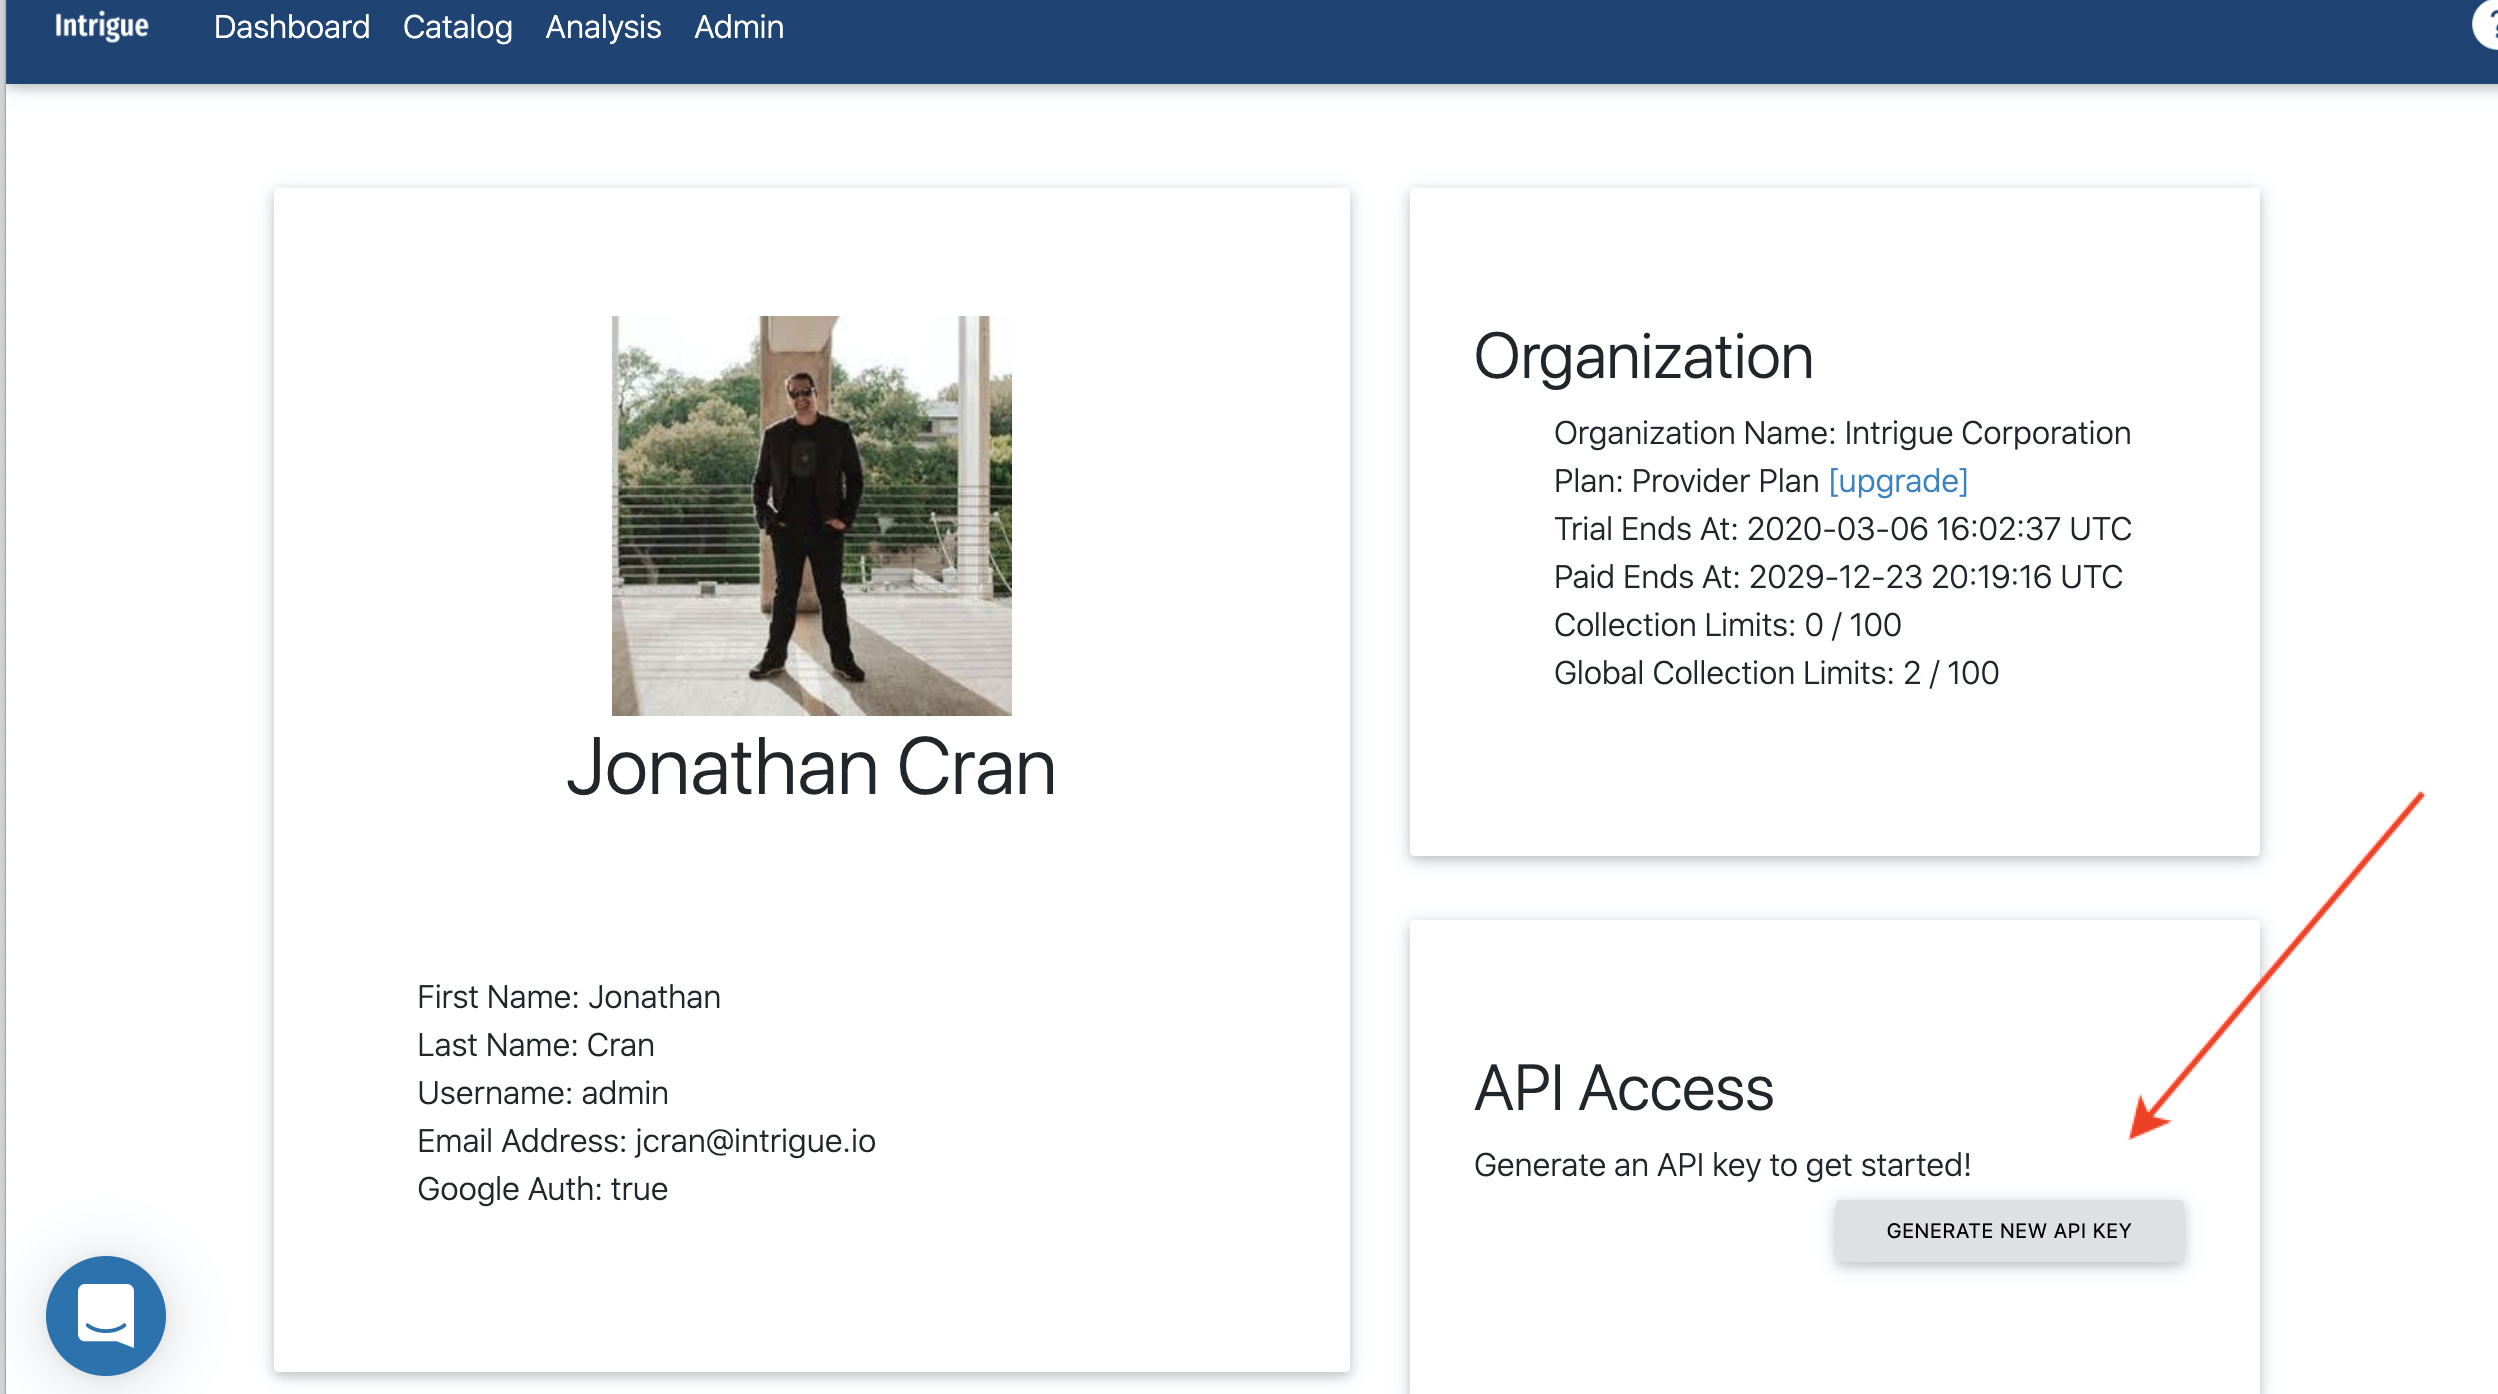 Intrigue Dashboard Catalog Analysis Admin
?
Jonathan Cran
First Name: Jonathan
Last Name: Cran
Username: admin
Email Address: jcran@intrigue.io
Google Auth: true
Organization
Organization Name: Intrigue Corporation
Plan: Provider Plan [upgrade]
Trial Ends At: 2020-03-06 16:02:37 UTC
Paid Ends At: 2029-12-23 20:19:16 UTC
Collection Limits: 0 / 100
Global Collection Limits: 2 / 100
API Access
Generate an API key to get started!
GENERATE NEW API KEY